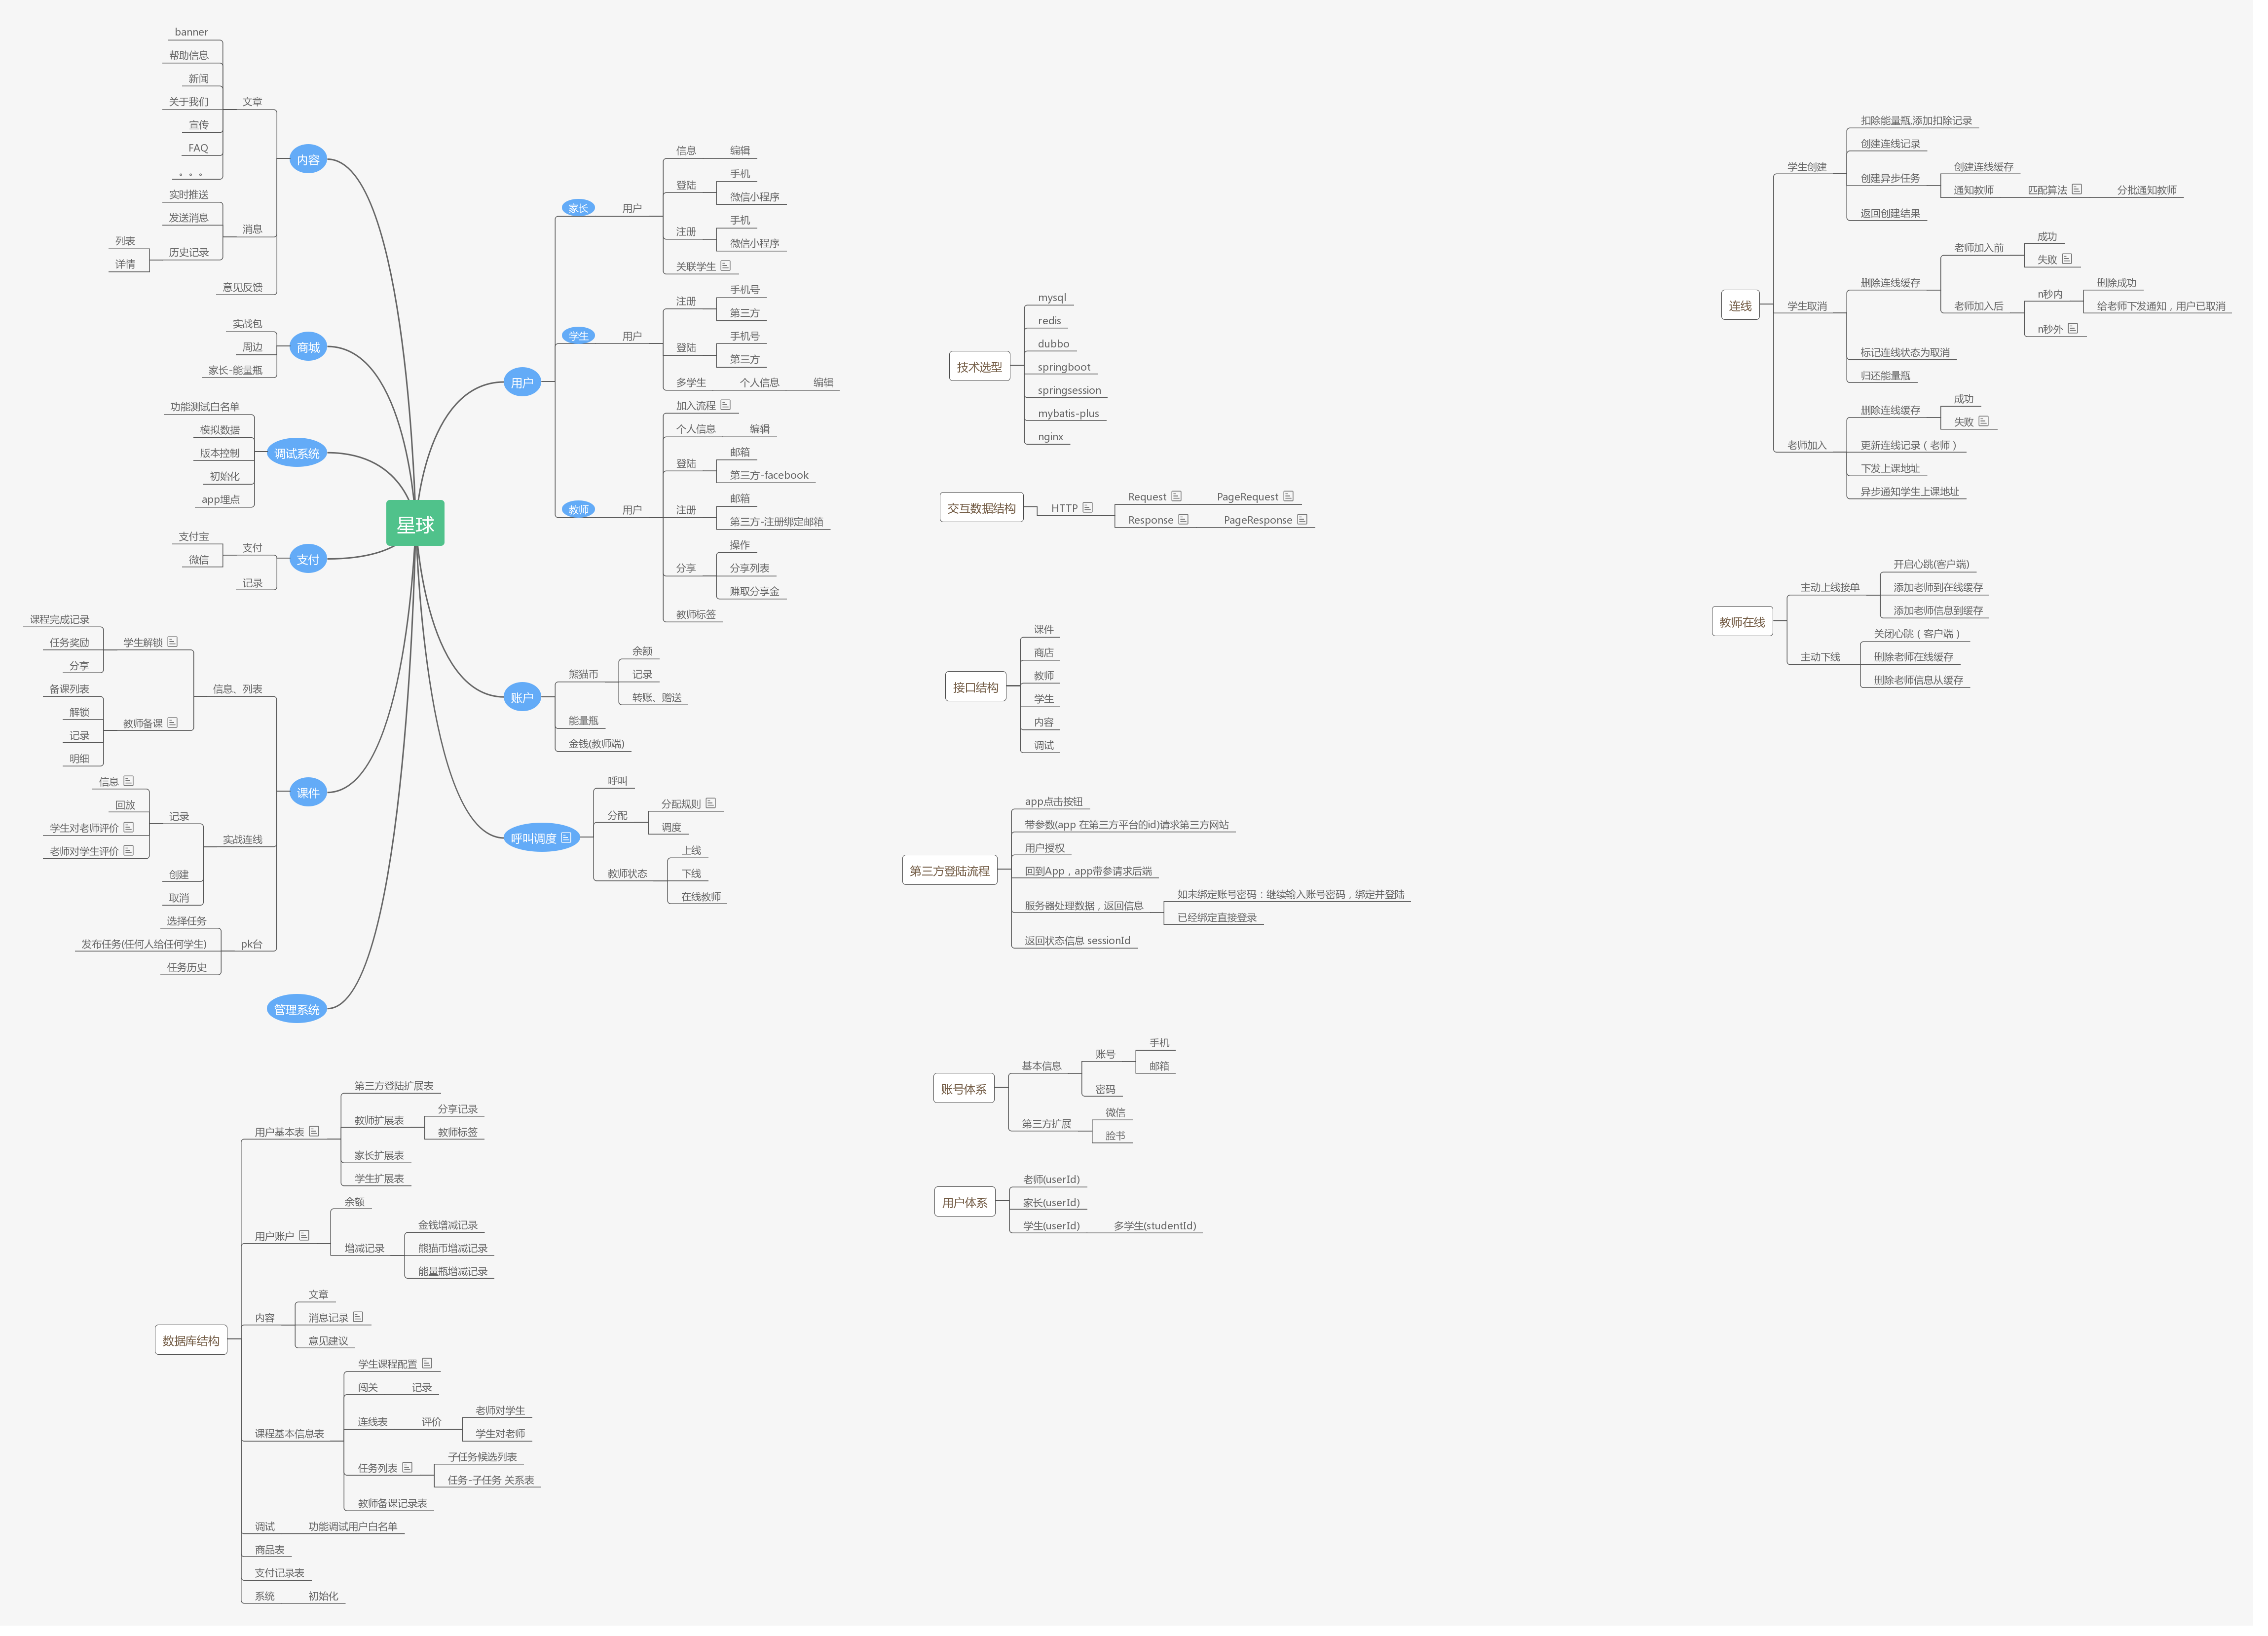 星球
内容
文章
banner
帮助信息
新闻
关于我们
宣传
FAQ
。。。
消息
实时推送
发送消息
历史记录
列表
详情
意见反馈
商城
实战包
周边
家长-能量瓶
调试系统
功能测试白名单
模拟数据
版本控制
初始化
app埋点
支付
支付
支付宝
微信
记录
课件
信息、列表
学生解锁
课程完成记录
任务奖励
分享
教师备课
备课列表
解锁
记录
明细
实战连线
记录
信息
回放
学生对老师评价
老师对学生评价
创建
取消
pk台
选择任务
发布任务(任何人给任何学生)
任务历史
管理系统
用户
家长
用户
信息
编辑
登陆
手机
微信小程序
注册
手机
微信小程序
关联学生
学生
用户
注册
手机号
第三方
登陆
手机号
第三方
多学生
个人信息
编辑
教师
用户
加入流程
个人信息
编辑
登陆
邮箱
第三方-facebook
注册
邮箱
第三方-注册绑定邮箱
分享
操作
分享列表
赚取分享金
教师标签
账户
熊猫币
余额
记录
转账、赠送
能量瓶
金钱(教师端)
呼叫调度
呼叫
分配
分配规则
调度
教师状态
上线
下线
在线教师
技术选型
mysql
redis
dubbo
springboot
springsession
mybatis-plus
nginx
交互数据结构
HTTP
Request
PageRequest
Response
PageResponse
接口结构
课件
商店
教师
学生
内容
调试
第三方登陆流程
app点击按钮
带参数(app 在第三方平台的id)请求第三方网站
用户授权
回到App，app带参请求后端
服务器处理数据，返回信息
如未绑定账号密码：继续输入账号密码，绑定并登陆
已经绑定直接登录
返回状态信息 sessionId
账号体系
基本信息
账号
手机
邮箱
密码
第三方扩展
微信
脸书
用户体系
老师(userId)
家长(userId)
学生(userId)
多学生(studentId)
连线
学生创建
扣除能量瓶,添加扣除记录
创建连线记录
创建异步任务
创建连线缓存
通知教师
匹配算法
分批通知教师
返回创建结果
学生取消
删除连线缓存
老师加入前
成功
失败
老师加入后
n秒内
删除成功
给老师下发通知，用户已取消
n秒外
标记连线状态为取消
归还能量瓶
老师加入
删除连线缓存
成功
失败
更新连线记录（老师）
下发上课地址
异步通知学生上课地址
教师在线
主动上线接单
开启心跳(客户端)
添加老师到在线缓存
添加老师信息到缓存
主动下线
关闭心跳（客户端）
删除老师在线缓存
删除老师信息从缓存
数据库结构
用户基本表
第三方登陆扩展表
教师扩展表
分享记录
教师标签
家长扩展表
学生扩展表
用户账户
余额
增减记录
金钱增减记录
熊猫币增减记录
能量瓶增减记录
内容
文章
消息记录
意见建议
课程基本信息表
学生课程配置
闯关
记录
连线表
评价
老师对学生
学生对老师
任务列表
子任务候选列表
任务-子任务 关系表
教师备课记录表
调试
功能调试用户白名单
商品表
支付记录表
系统
初始化